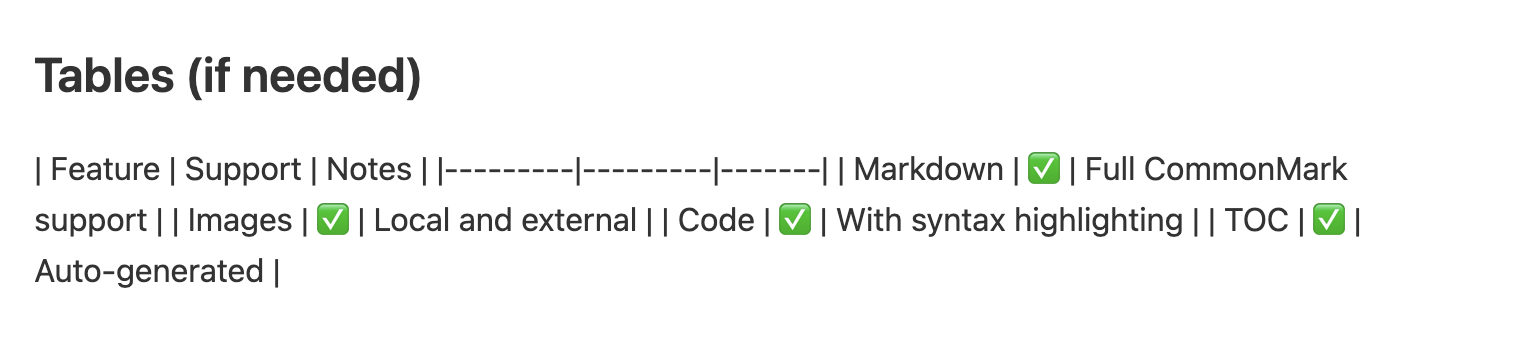 Tables (if needed)
| Feature | Support | Notes | |---------|---------|-------| | Markdown | ✅ | Full CommonMark
support | | Images | ✅ | Local and external | | Code | ✅ | With syntax highlighting | | TOC | ✅ |
Auto-generated |